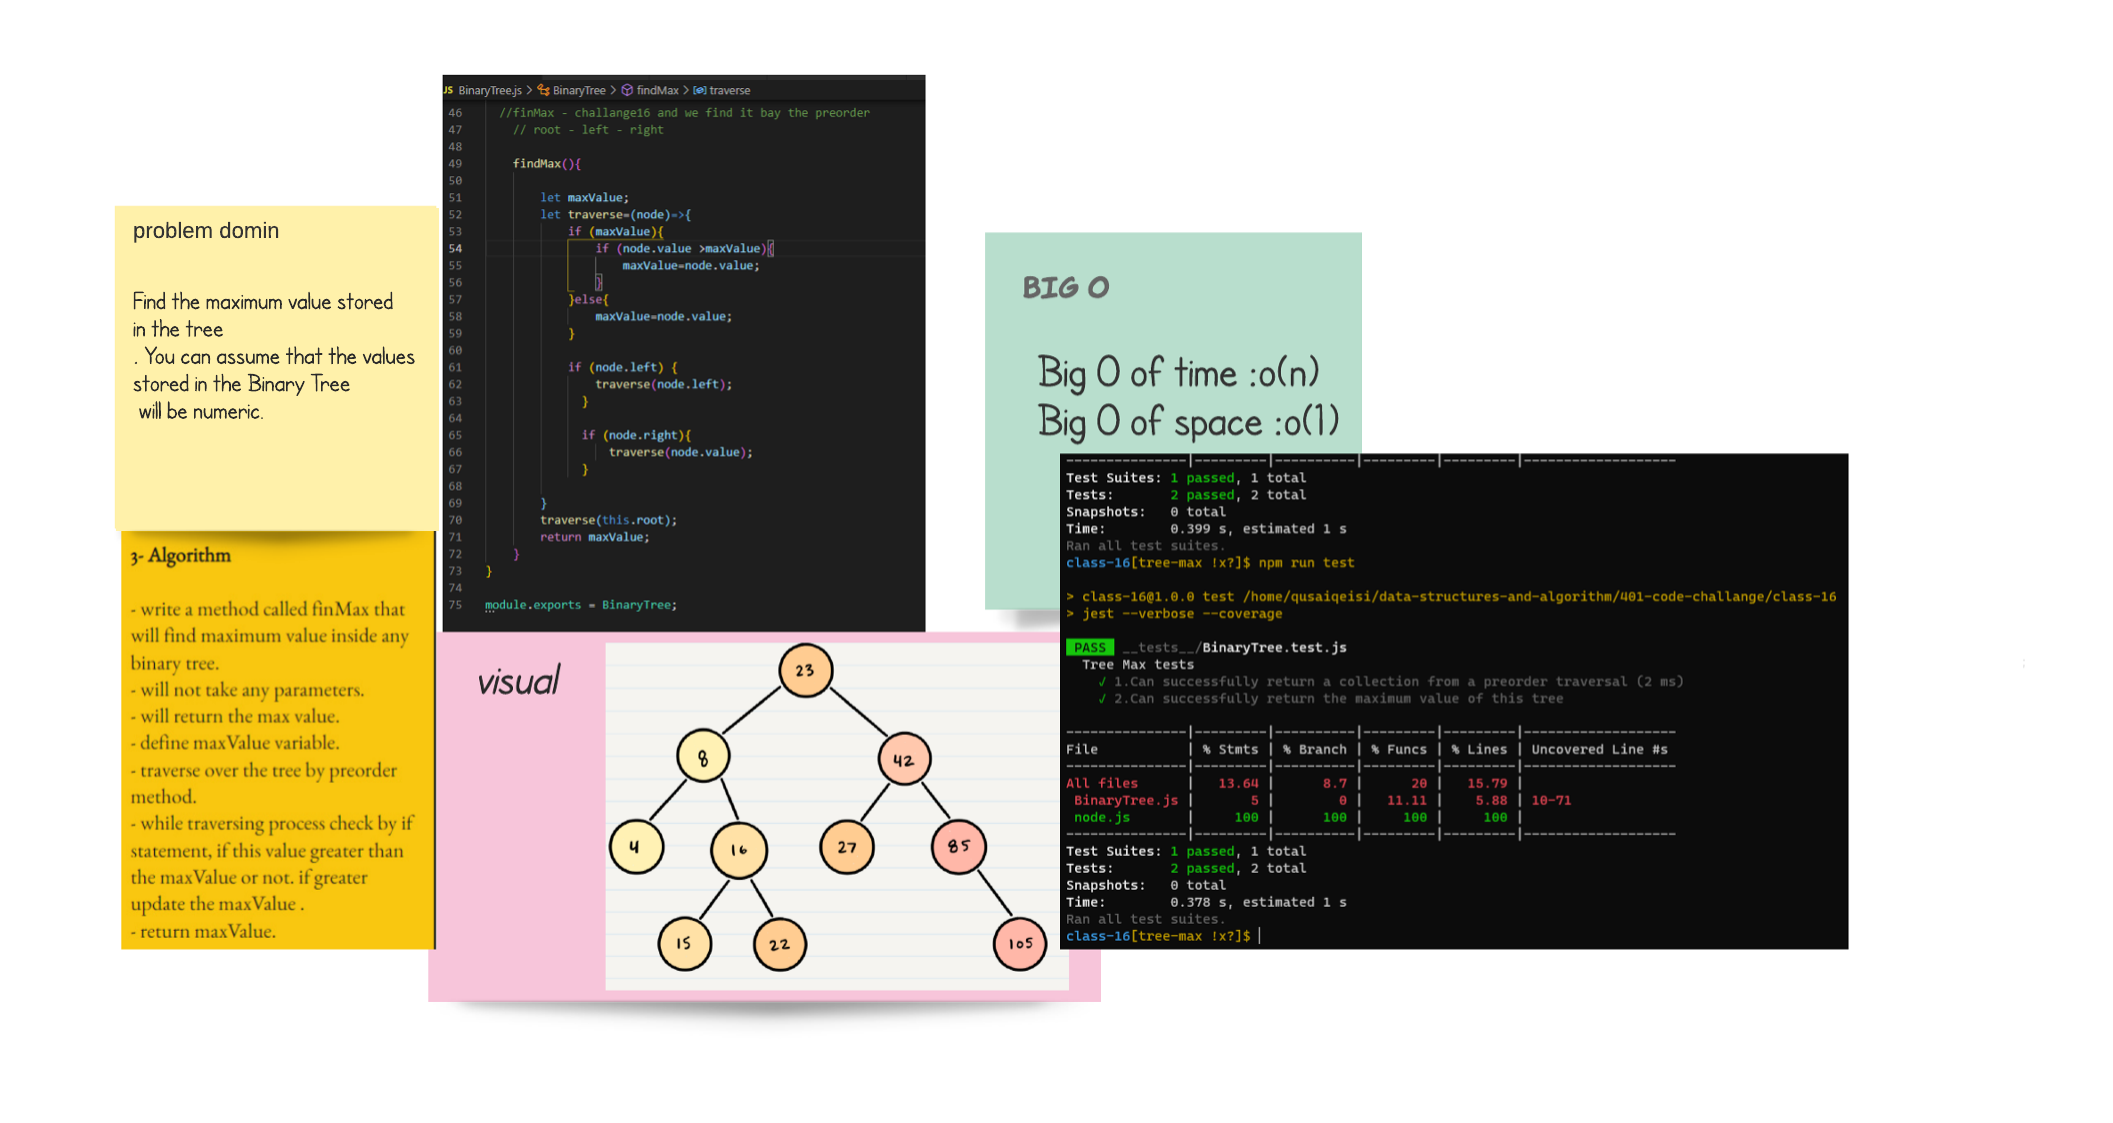 problem domin
Find the maximum value stored
in the tree
. You can assume that the values
stored in the Binary Tree
will be numeric.
3- Algorithm
- write a method called finMax that
will find maximum value inside any
binary tree.
- will not take any parameters.
- will return the max value.
- define maxValue variable.
- traverse over the tree by preorder
method.
- while traversing process check by if
statement, if this value greater than
the maxValue or not. if greater
update the maxValue .
- return maxValue.
JS BinaryTree.js > BinaryTree > findMax > traverse
46 //finMax - challange16 and we find it bay the preorder
47 // root - left - right
48
49 findMax(){
50
51 let maxValue;
52 let traverse=(node)=>{
53 if (maxValue){
54 if (node.value >maxValue){
55 maxValue=node.value;
56 }
57 }else{
58 maxValue=node.value;
59 }
60
61 if (node.left) {
62 traverse(node.left);
63 }
64
65 if (node.right){
66 traverse(node.value);
67 }
68
69 }
70 traverse(this.root);
71 return maxValue;
72 }
73 }
74
75 module.exports = BinaryTree;
visual
23
8 42
4 16 27 85
15 22 105
BIG O
Big O of time :o(n)
Big O of space :o(1)
---------------|---------|----------|---------|---------|-------------------
Test Suites: 1 passed, 1 total
Tests: 2 passed, 2 total
Snapshots: 0 total
Time: 0.399 s, estimated 1 s
Ran all test suites.
class-16[tree-max !x?]$ npm run test
> class-16@1.0.0 test /home/qusaiqeisi/data-structures-and-algorithm/401-code-challange/class-16
> jest --verbose --coverage
PASS __tests__/BinaryTree.test.js
Tree Max tests
✓ 1.Can successfully return a collection from a preorder traversal (2 ms)
✓ 2.Can successfully return the maximum value of this tree
---------------|---------|----------|---------|---------|-------------------
File | % Stmts | % Branch | % Funcs | % Lines | Uncovered Line #s
---------------|---------|----------|---------|---------|-------------------
All files | 13.64 | 8.7 | 20 | 15.79 |
BinaryTree.js | 5 | 0 | 11.11 | 5.88 | 10-71
node.js | 100 | 100 | 100 | 100 |
---------------|---------|----------|---------|---------|-------------------
Test Suites: 1 passed, 1 total
Tests: 2 passed, 2 total
Snapshots: 0 total
Time: 0.378 s, estimated 1 s
Ran all test suites.
class-16[tree-max !x?]$